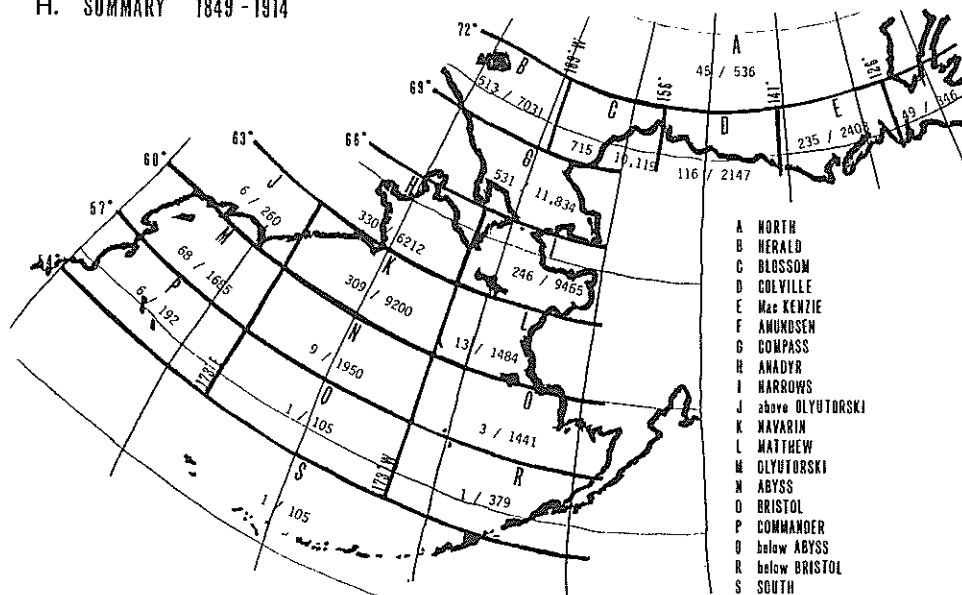 H. SUMMARY 1849-1914
72°
A
45 / 536
B
169°W
156°
141°
126°
513 / 7031
69°
C
D
E
49 / 846
235 / 2408
715
10,119
116 / 2147
66°
G
531
11,834
63°
H
60°
J
6 / 260
330
6212
57°
M
K
246 / 9465
309 / 9200
68 / 1695
54°
P
6 / 192
N
L
13 / 1484
9 / 1950
173°E
O
1 / 105
3 / 1441
173°W
S
R
1 / 379
1 / 105
A NORTH
B HERALD
C BLOSSOM
D COLVILLE
E Mac KENZIE
F AMUNDSEN
G COMPASS
H ANADYR
I NARROWS
J above OLYUTORSKI
K NAVARIN
L MATTHEW
M OLYUTORSKI
N ABYSS
O BRISTOL
P COMMANDER
Q below ABYSS
R below BRISTOL
S SOUTH